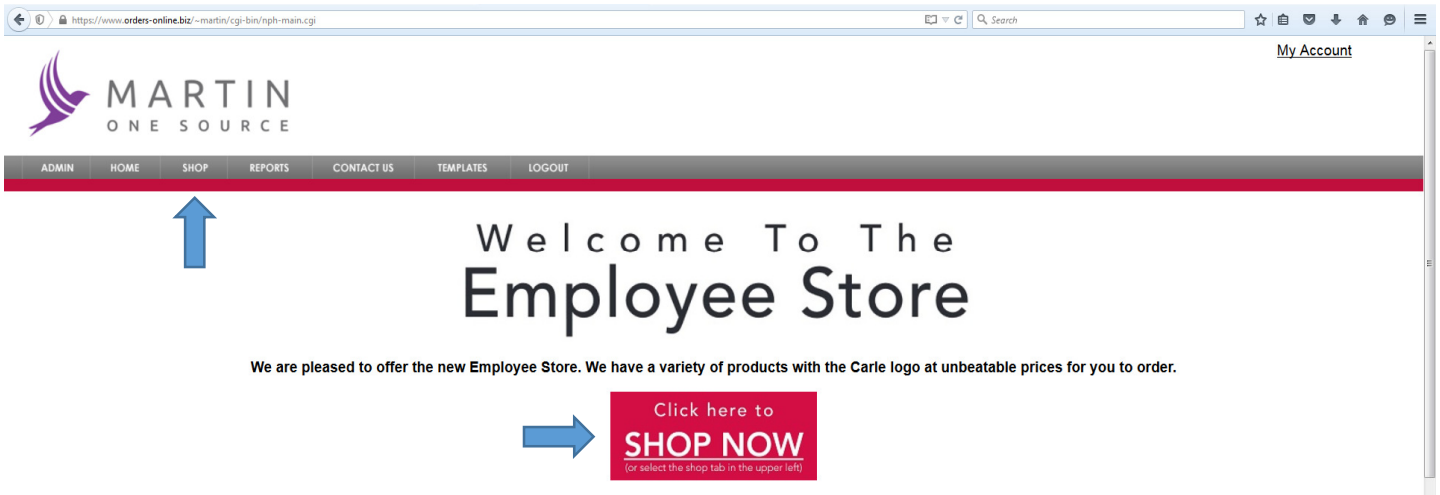 https://www.orders-online.biz/~martin/cgi-bin/nph-main.cgi
Search
My Account
MARTIN
ONE SOURCE
ADMIN HOME SHOP REPORTS CONTACT US TEMPLATES LOGOUT
Welcome To The
Employee Store
We are pleased to offer the new Employee Store. We have a variety of products with the Carle logo at unbeatable prices for you to order.
Click here to
SHOP NOW
(or select the shop tab in the upper left)